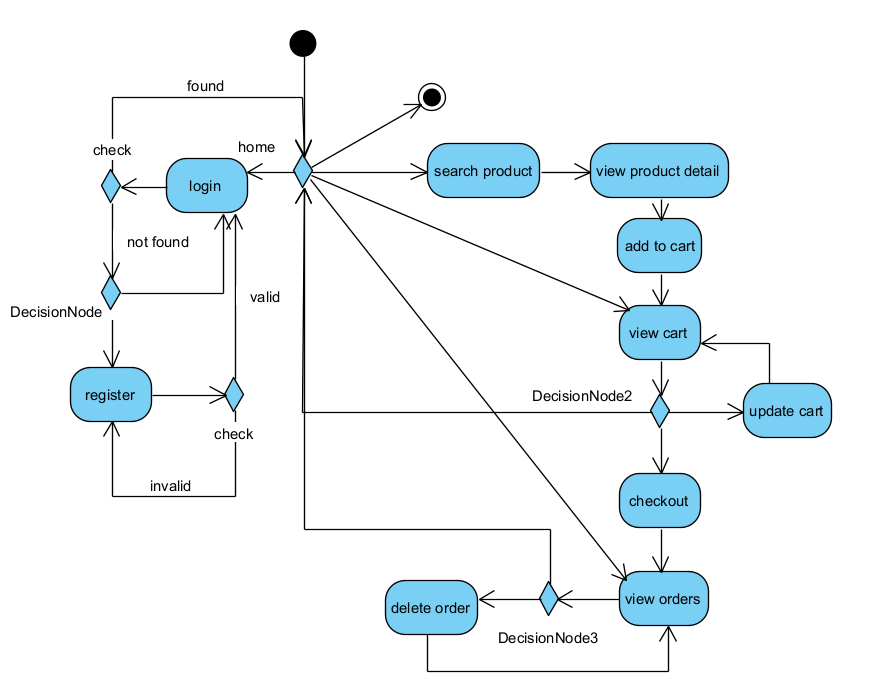 found
home
check
login
search product
view product detail
not found
add to cart
valid
DecisionNode
view cart
register
DecisionNode2
update cart
check
invalid
checkout
view orders
delete order
DecisionNode3